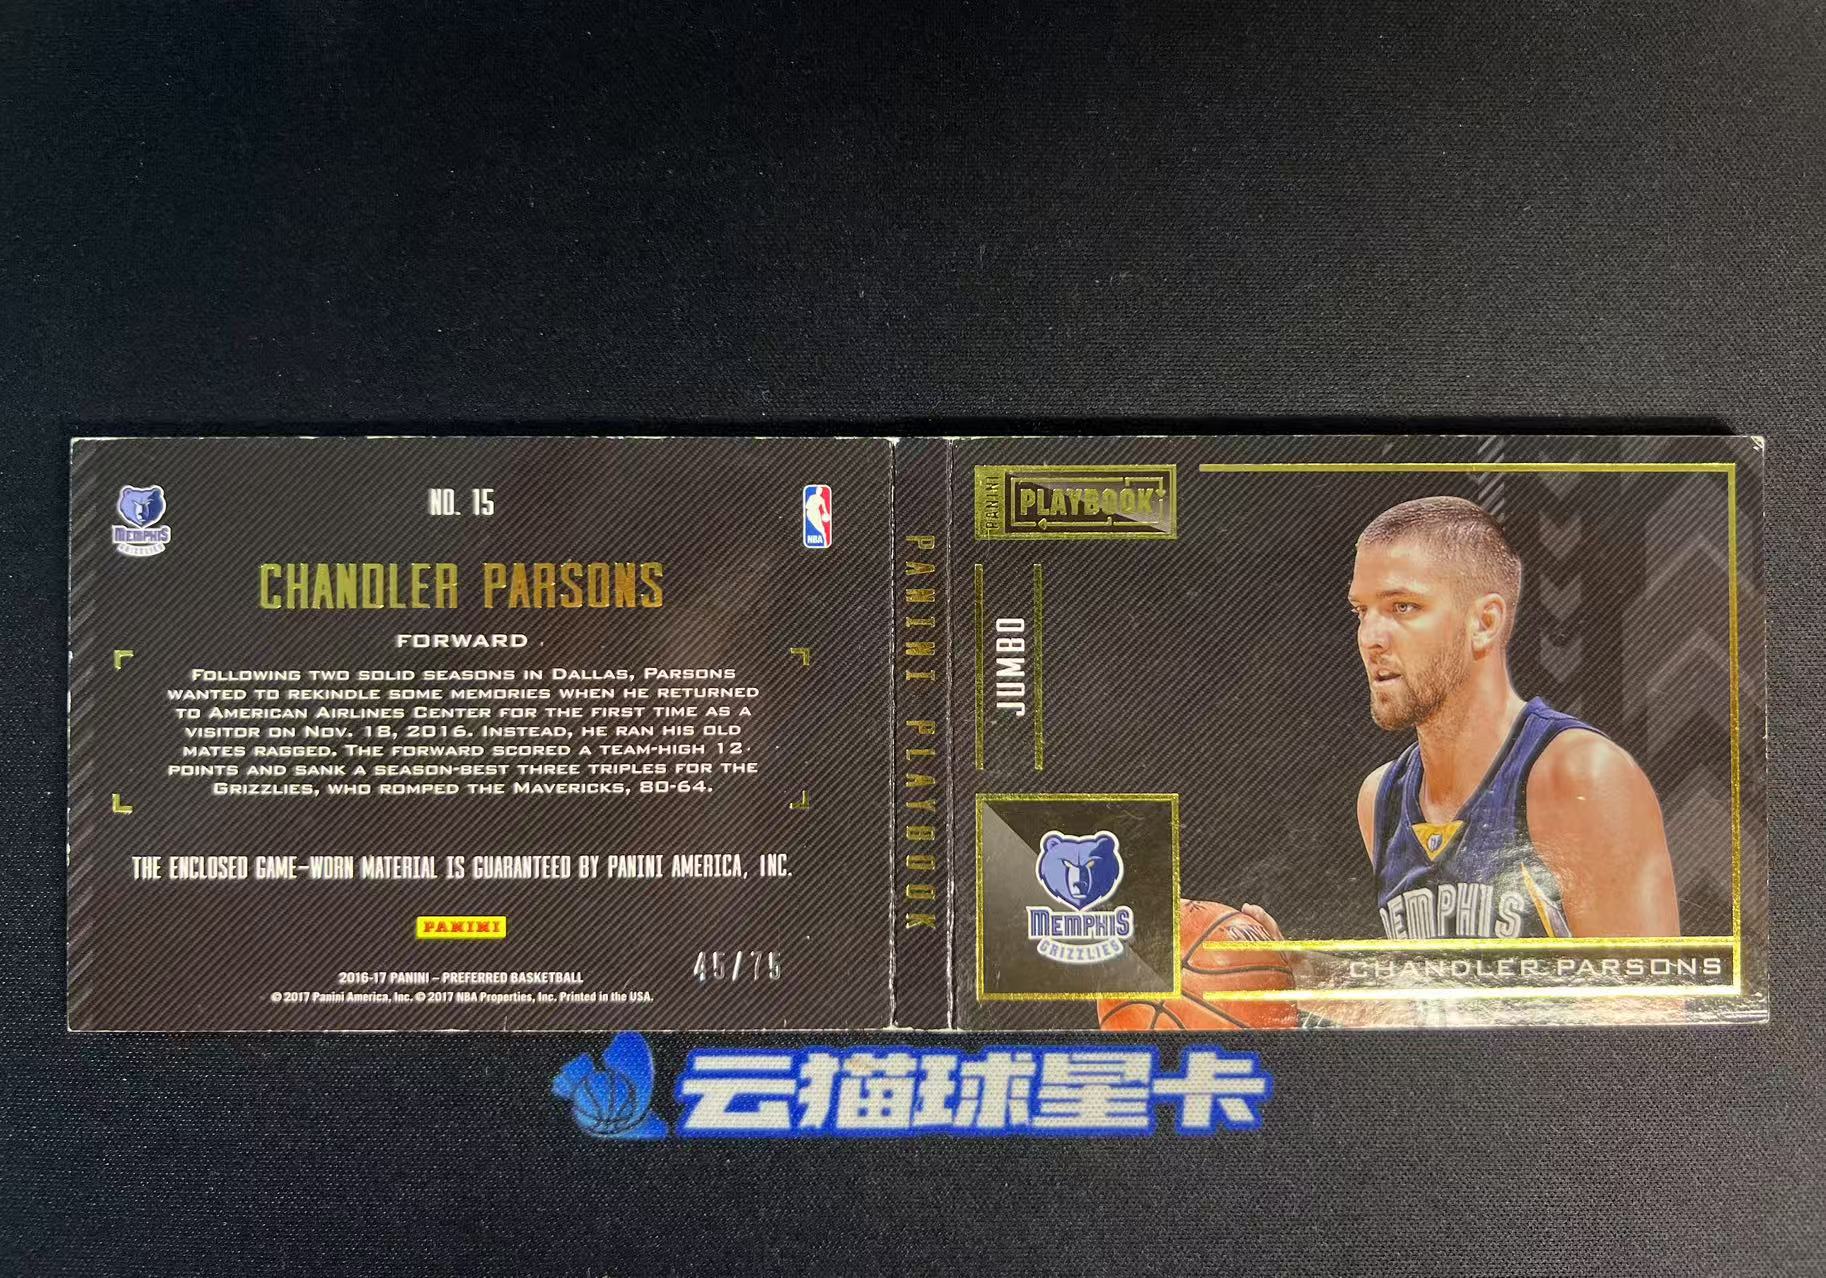 MEMPHIS
GRIZZLIES
NO. 15
NBA
CHANDLER PARSONS
FORWARD
Following two solid seasons in Dallas, Parsons
wanted to rekindle some memories when he returned
to American Airlines Center for the first time as a
visitor on Nov. 18, 2016. Instead, he ran his old
mates ragged. The forward scored a team-high 12
points and sank a season-best three triples for the
Grizzlies, who romped the Mavericks, 80-64.
THE ENCLOSED GAME-WORN MATERIAL IS GUARANTEED BY PANINI AMERICA, INC.
PANINI
45/75
2016-17 PANINI – PREFERRED BASKETBALL
© 2017 Panini America, Inc. © 2017 NBA Properties, Inc. Printed in the USA.
PANINI PLAYBOOK
PANINI
PLAYBOOK
JUMBO
MEMPHIS
GRIZZLIES
MEMPHIS
CHANDLER PARSONS
云猫球星卡